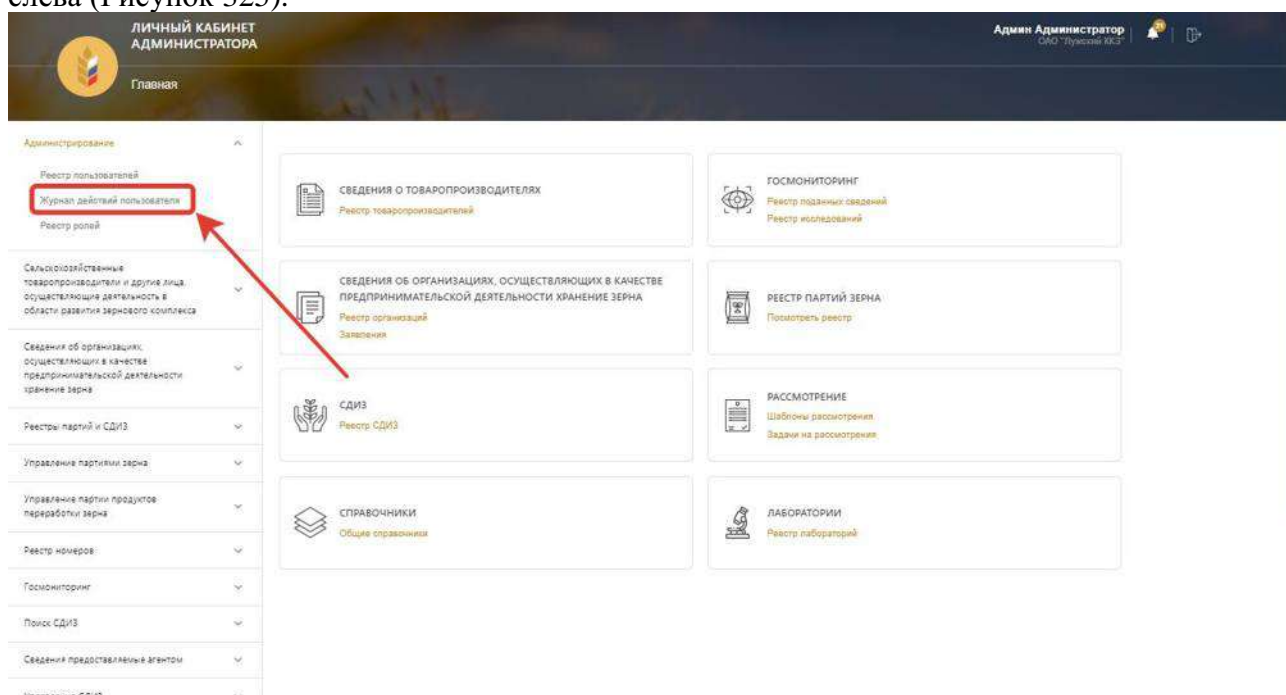 слева (Рисунок 323).
ЛИЧНЫЙ КАБИНЕТ
АДМИНИСТРАТОРА
Админ Администратор
ОАО "Лужский ККЗ"
Главная
Администрирование
Реестр пользователей
Журнал действий пользователя
Реестр ролей
Сельскохозяйственные
товаропроизводители и другие лица,
осуществляющие деятельность в
области развития зернового комплекса
Сведения об организациях,
осуществляющих в качестве
предпринимательской деятельности
хранение зерна
Реестры партий и СДИЗ
Управление партиями зерна
Управление партии продуктов
переработки зерна
Реестр номеров
Госмониторинг
Поиск СДИЗ
Сведения предоставляемые агентом
СВЕДЕНИЯ О ТОВАРОПРОИЗВОДИТЕЛЯХ
Реестр товаропроизводителей
ГОСМОНИТОРИНГ
Реестр поданных сведений
Реестр исследований
СВЕДЕНИЯ ОБ ОРГАНИЗАЦИЯХ, ОСУЩЕСТВЛЯЮЩИХ В КАЧЕСТВЕ
ПРЕДПРИНИМАТЕЛЬСКОЙ ДЕЯТЕЛЬНОСТИ ХРАНЕНИЕ ЗЕРНА
Реестр организаций
Заявления
РЕЕСТР ПАРТИЙ ЗЕРНА
Посмотреть реестр
СДИЗ
Реестр СДИЗ
РАССМОТРЕНИЕ
Шаблоны рассмотрения
Задачи на рассмотрение
СПРАВОЧНИКИ
Общие справочники
ЛАБОРАТОРИИ
Реестр лабораторий